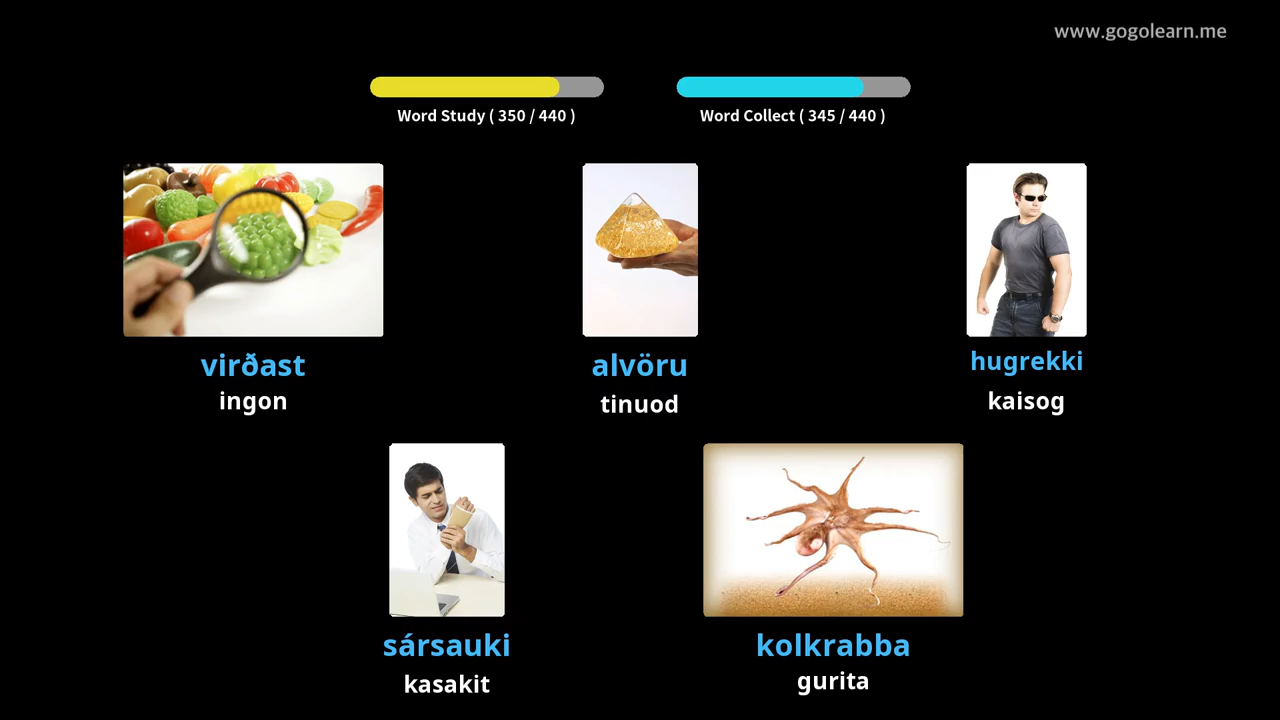 www.gogolearn.me
Word Study ( 350 / 440 )
Word Collect ( 345 / 440 )
virðast
ingon
alvöru
tinuod
hugrekki
kaisog
sársauki
kasakit
kolkrabba
gurita